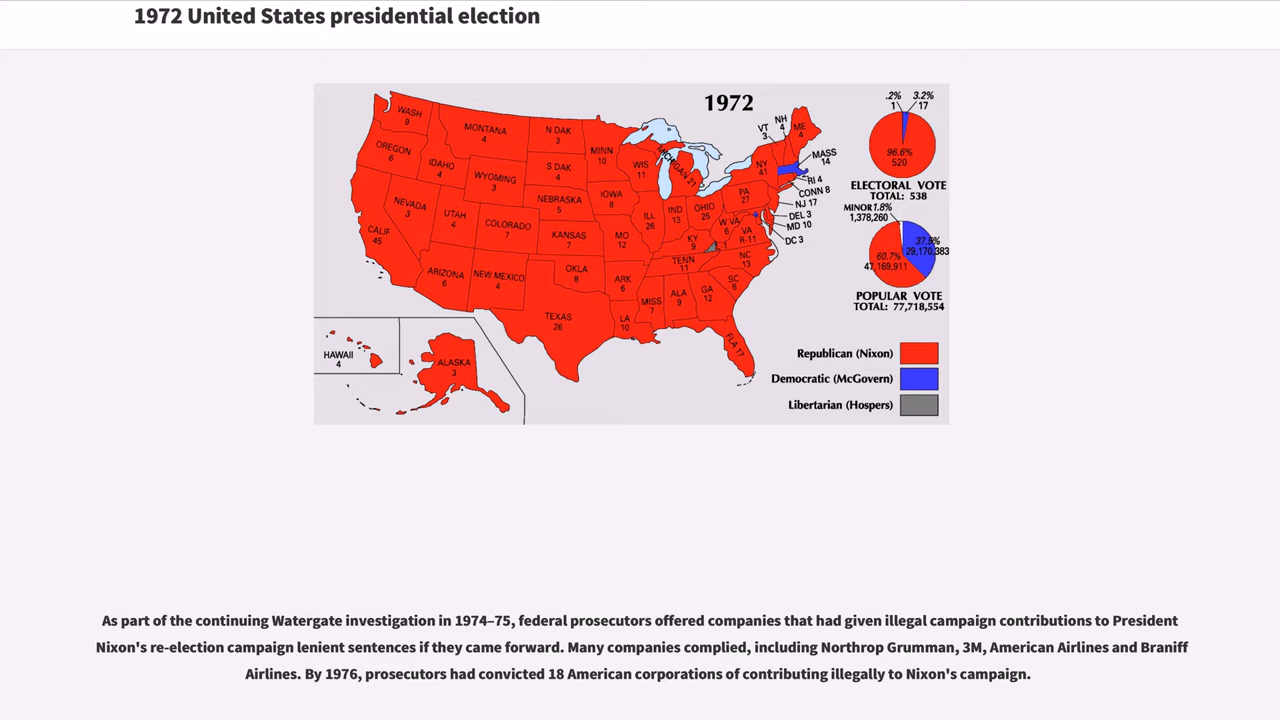 1972 United States presidential election
1972
WASH
9
OREGON
6
CALIF
45
NEVADA
3
IDAHO
4
MONTANA
4
WYOMING
3
UTAH
4
COLORADO
7
ARIZONA
6
NEW MEXICO
4
N DAK
3
S DAK
4
NEBRASKA
5
KANSAS
7
OKLA
8
TEXAS
26
MINN
10
IOWA
8
MO
12
ARK
6
LA
10
WIS
11
ILL
26
MICHIGAN 21
IND
13
OHIO
25
KY
9
TENN
11
MISS
7
ALA
9
GA
12
FLA 17
SC
8
NC
13
VA
R-11
L-1
W VA
6
PA
27
NY
41
VT
3
NH
4
ME
4
MASS
14
RI 4
CONN 8
NJ 17
DEL 3
MD 10
DC 3
HAWAII
4
ALASKA
3
.2%
1
3.2%
17
96.6%
520
ELECTORAL VOTE
TOTAL: 538
MINOR 1.8%
1,378,260
37.5%
29,170,383
60.7%
47,169,911
POPULAR VOTE
TOTAL: 77,718,554
Republican (Nixon)
Democratic (McGovern)
Libertarian (Hospers)
As part of the continuing Watergate investigation in 1974–75, federal prosecutors offered companies that had given illegal campaign contributions to President
Nixon's re-election campaign lenient sentences if they came forward. Many companies complied, including Northrop Grumman, 3M, American Airlines and Braniff
Airlines. By 1976, prosecutors had convicted 18 American corporations of contributing illegally to Nixon's campaign.